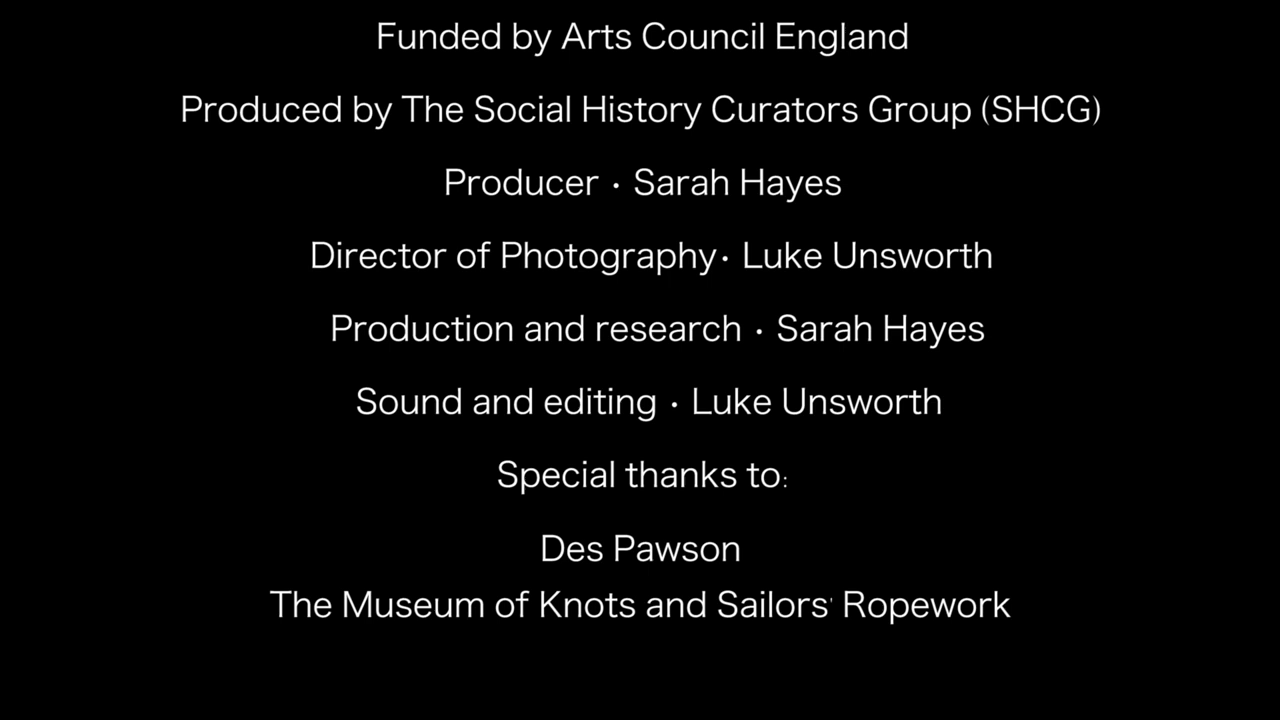 Funded by Arts Council England
Produced by The Social History Curators Group (SHCG)
Producer · Sarah Hayes
Director of Photography· Luke Unsworth
Production and research · Sarah Hayes
Sound and editing · Luke Unsworth
Special thanks to:
Des Pawson
The Museum of Knots and Sailors' Ropework